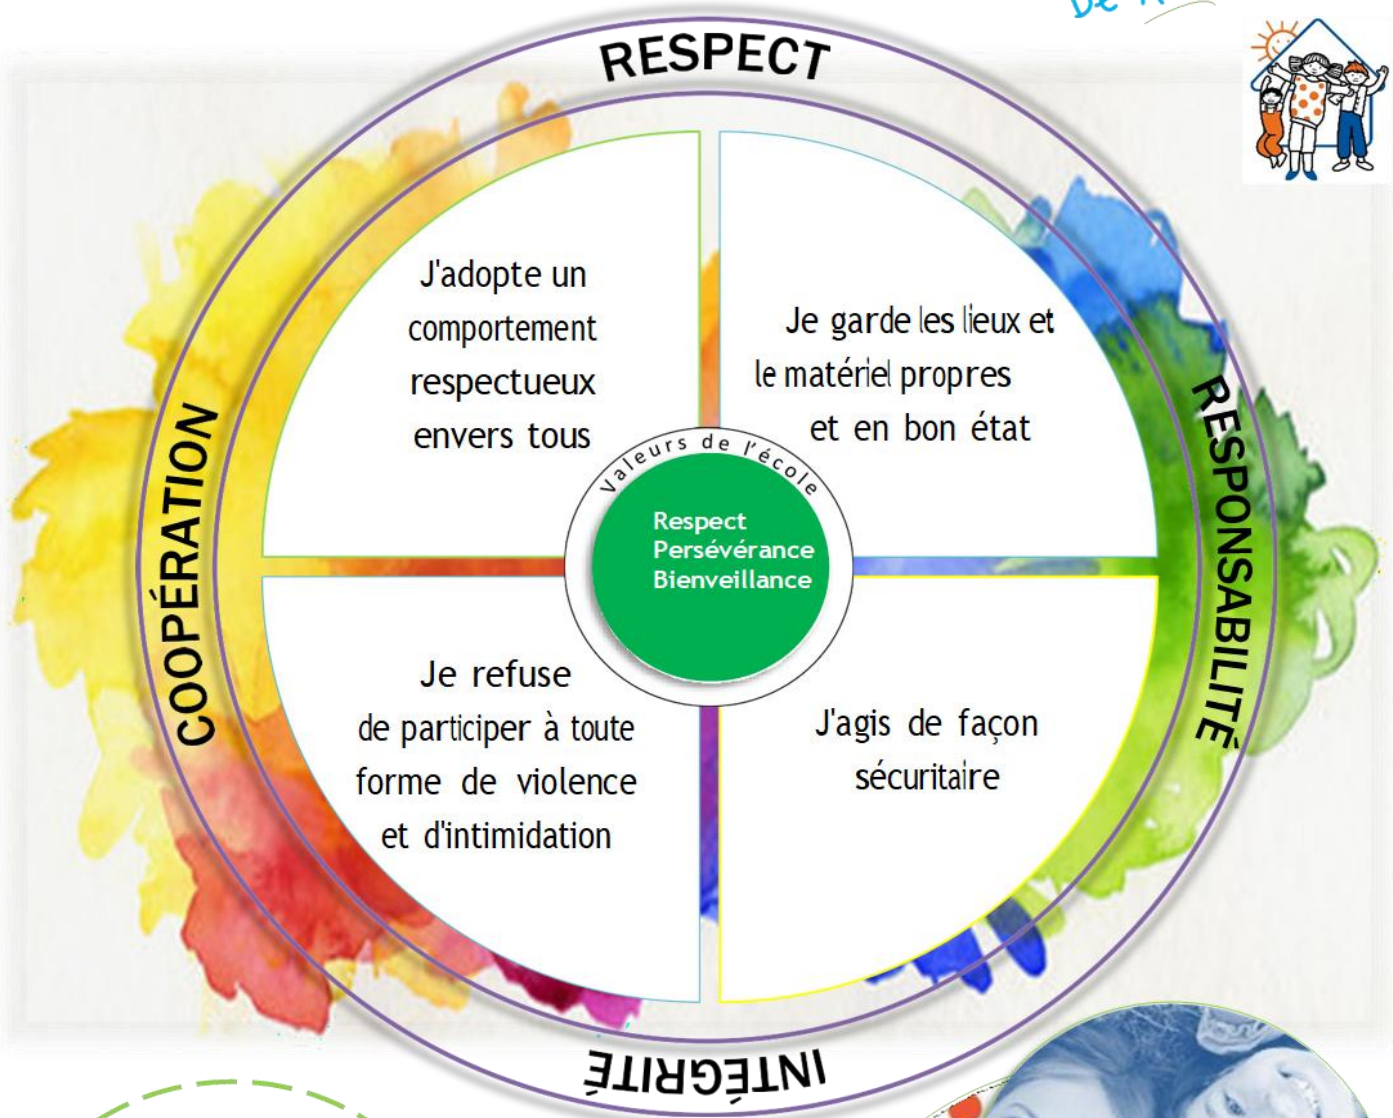 RESPECT
J'adopte un
comportement
respectueux
envers tous
Je garde les lieux et
le matériel propres
et en bon état
COOPÉRATION
RESPONSABILITÉ
Valeurs de l'école
Respect
Persévérance
Bienveillance
Je refuse
de participer à toute
forme de violence
et d'intimidation
J'agis de façon
sécuritaire
INTÉGRITÉ